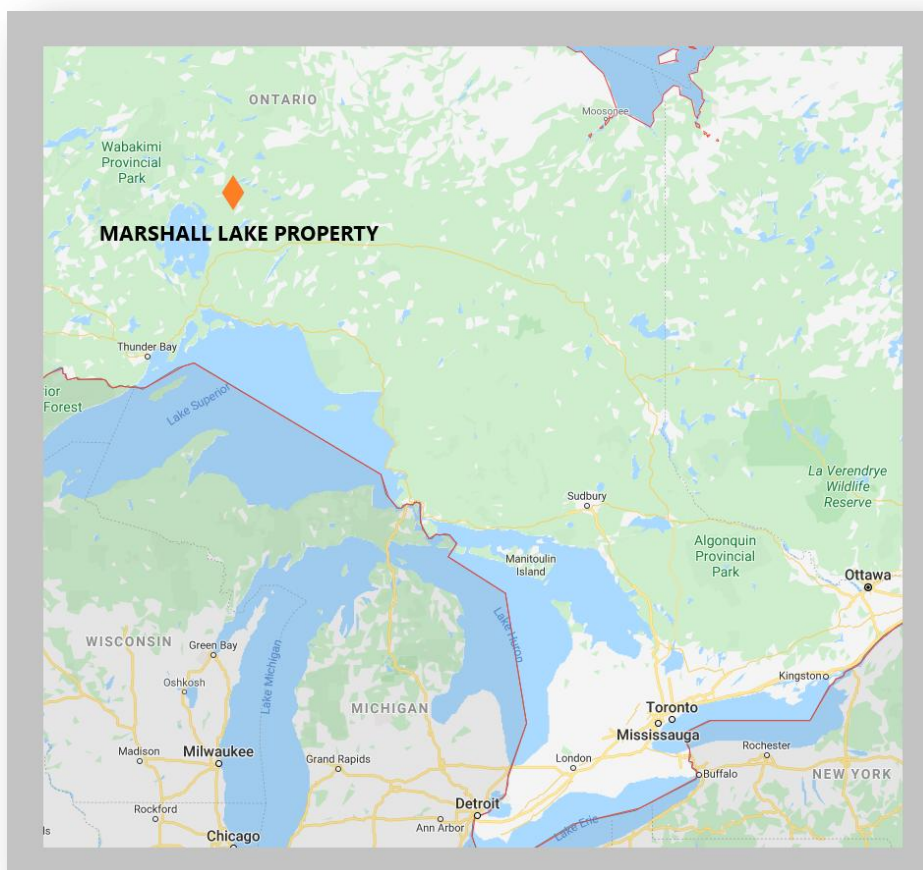 ONTARIO
Moosonee
Wabakimi
Provincial
Park
MARSHALL LAKE PROPERTY
Thunder Bay
ior
Forest
Lake Superior
La Verendrye
Wildlife
Reserve
Sudbury
Algonquin
Provincial
Park
Manitoulin
Island
Ottawa
WISCONSIN
Green Bay
Lake Huron
Lake Michigan
Oshkosh
Kingston
MICHIGAN
Toronto
Mississauga
Madison
Milwaukee
Grand Rapids
London
Rochester
Buffalo
NEW YORK
Rockford
Detroit
Ann Arbor
Lake Erie
ls
Chicago